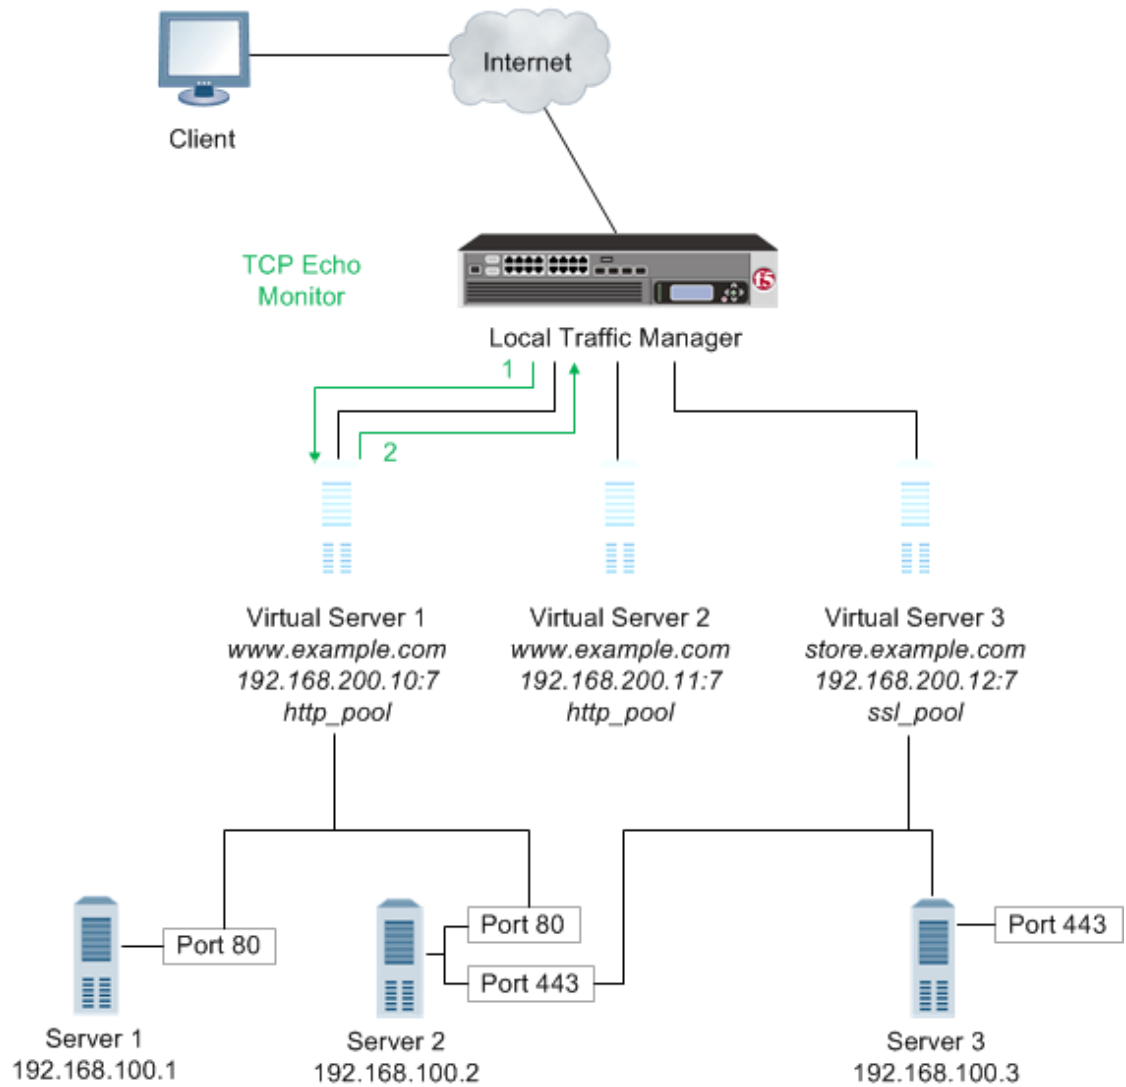 Internet
Client
TCP Echo
Monitor
f5
Local Traffic Manager
1
2
Virtual Server 1
www.example.com
192.168.200.10:7
http_pool
Virtual Server 2
www.example.com
192.168.200.11:7
http_pool
Virtual Server 3
store.example.com
192.168.200.12:7
ssl_pool
Port 80
Port 80
Port 443
Port 443
Server 1
192.168.100.1
Server 2
192.168.100.2
Server 3
192.168.100.3